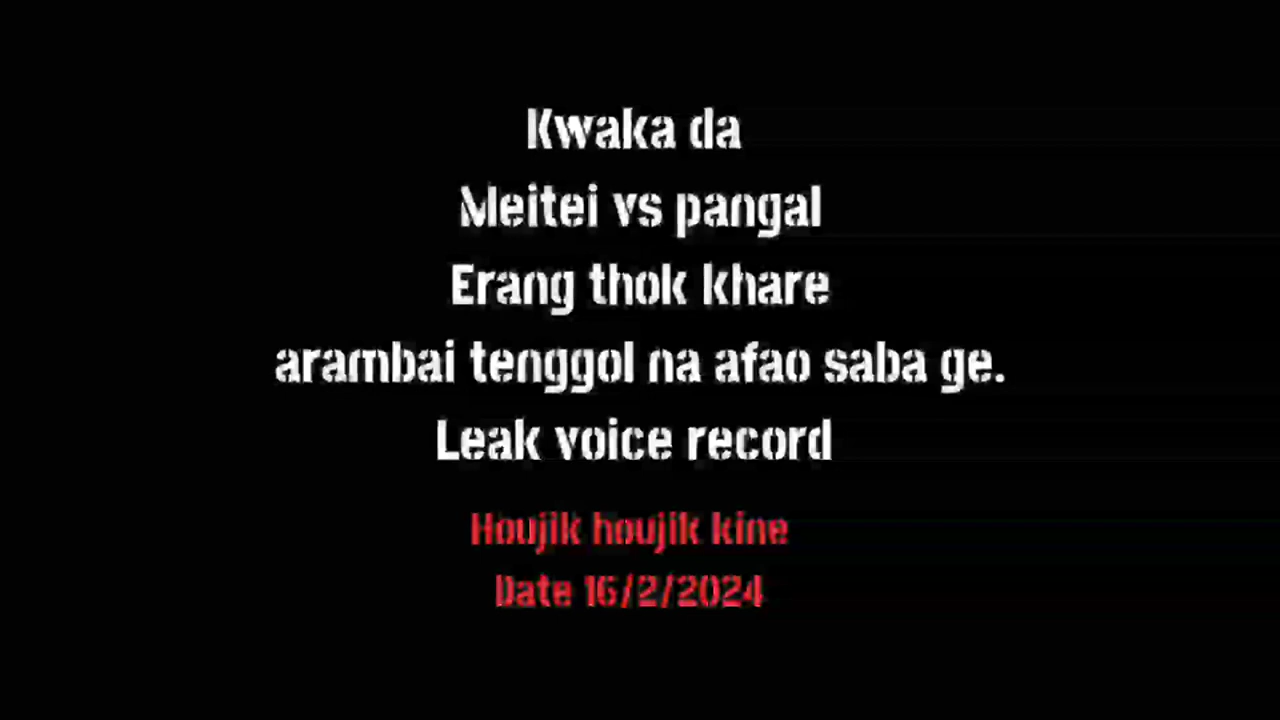 Kwaka da
Meitei vs pangal
Erang thok khare
arambai tenggol na afao saba ge.
Leak voice record
Houjik houjik kine
Date 16/2/2024